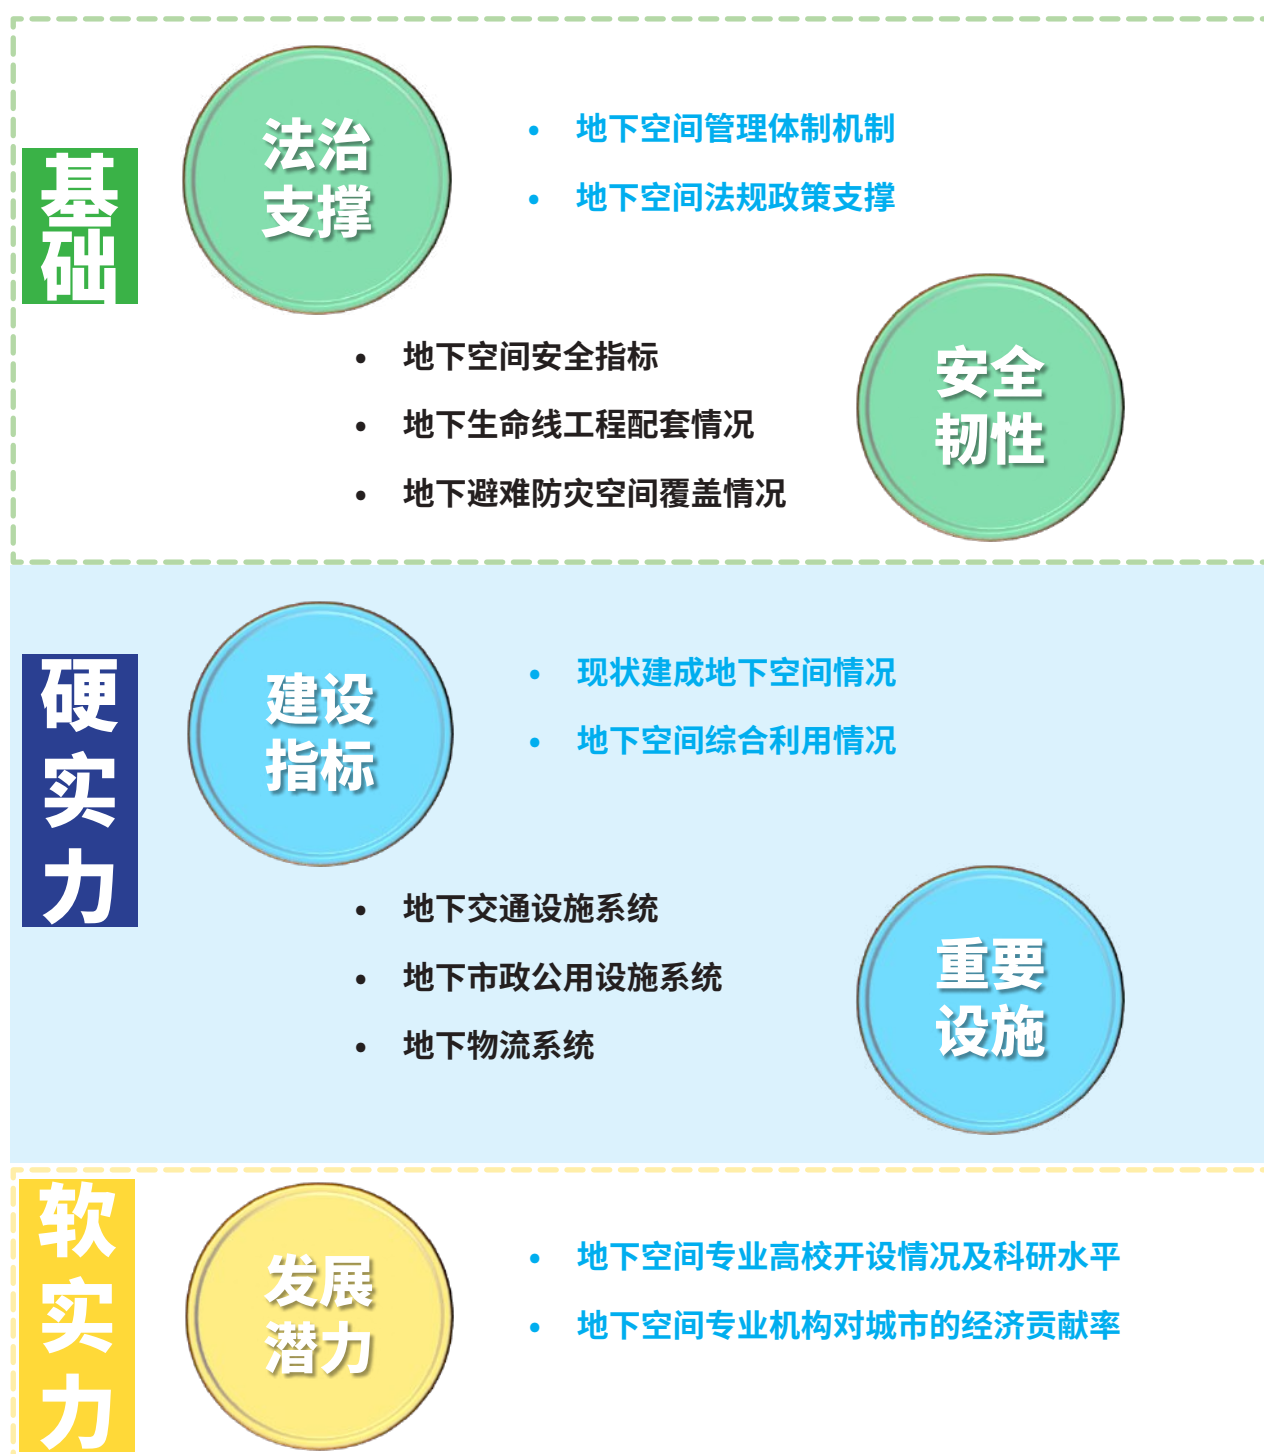 基础
法治
支撑
地下空间管理体制机制
地下空间法规政策支撑
地下空间安全指标
地下生命线工程配套情况
地下避难防灾空间覆盖情况
安全
韧性
硬实力
建设
指标
现状建成地下空间情况
地下空间综合利用情况
地下交通设施系统
地下市政公用设施系统
地下物流系统
重要
设施
软实力
发展
潜力
地下空间专业高校开设情况及科研水平
地下空间专业机构对城市的经济贡献率